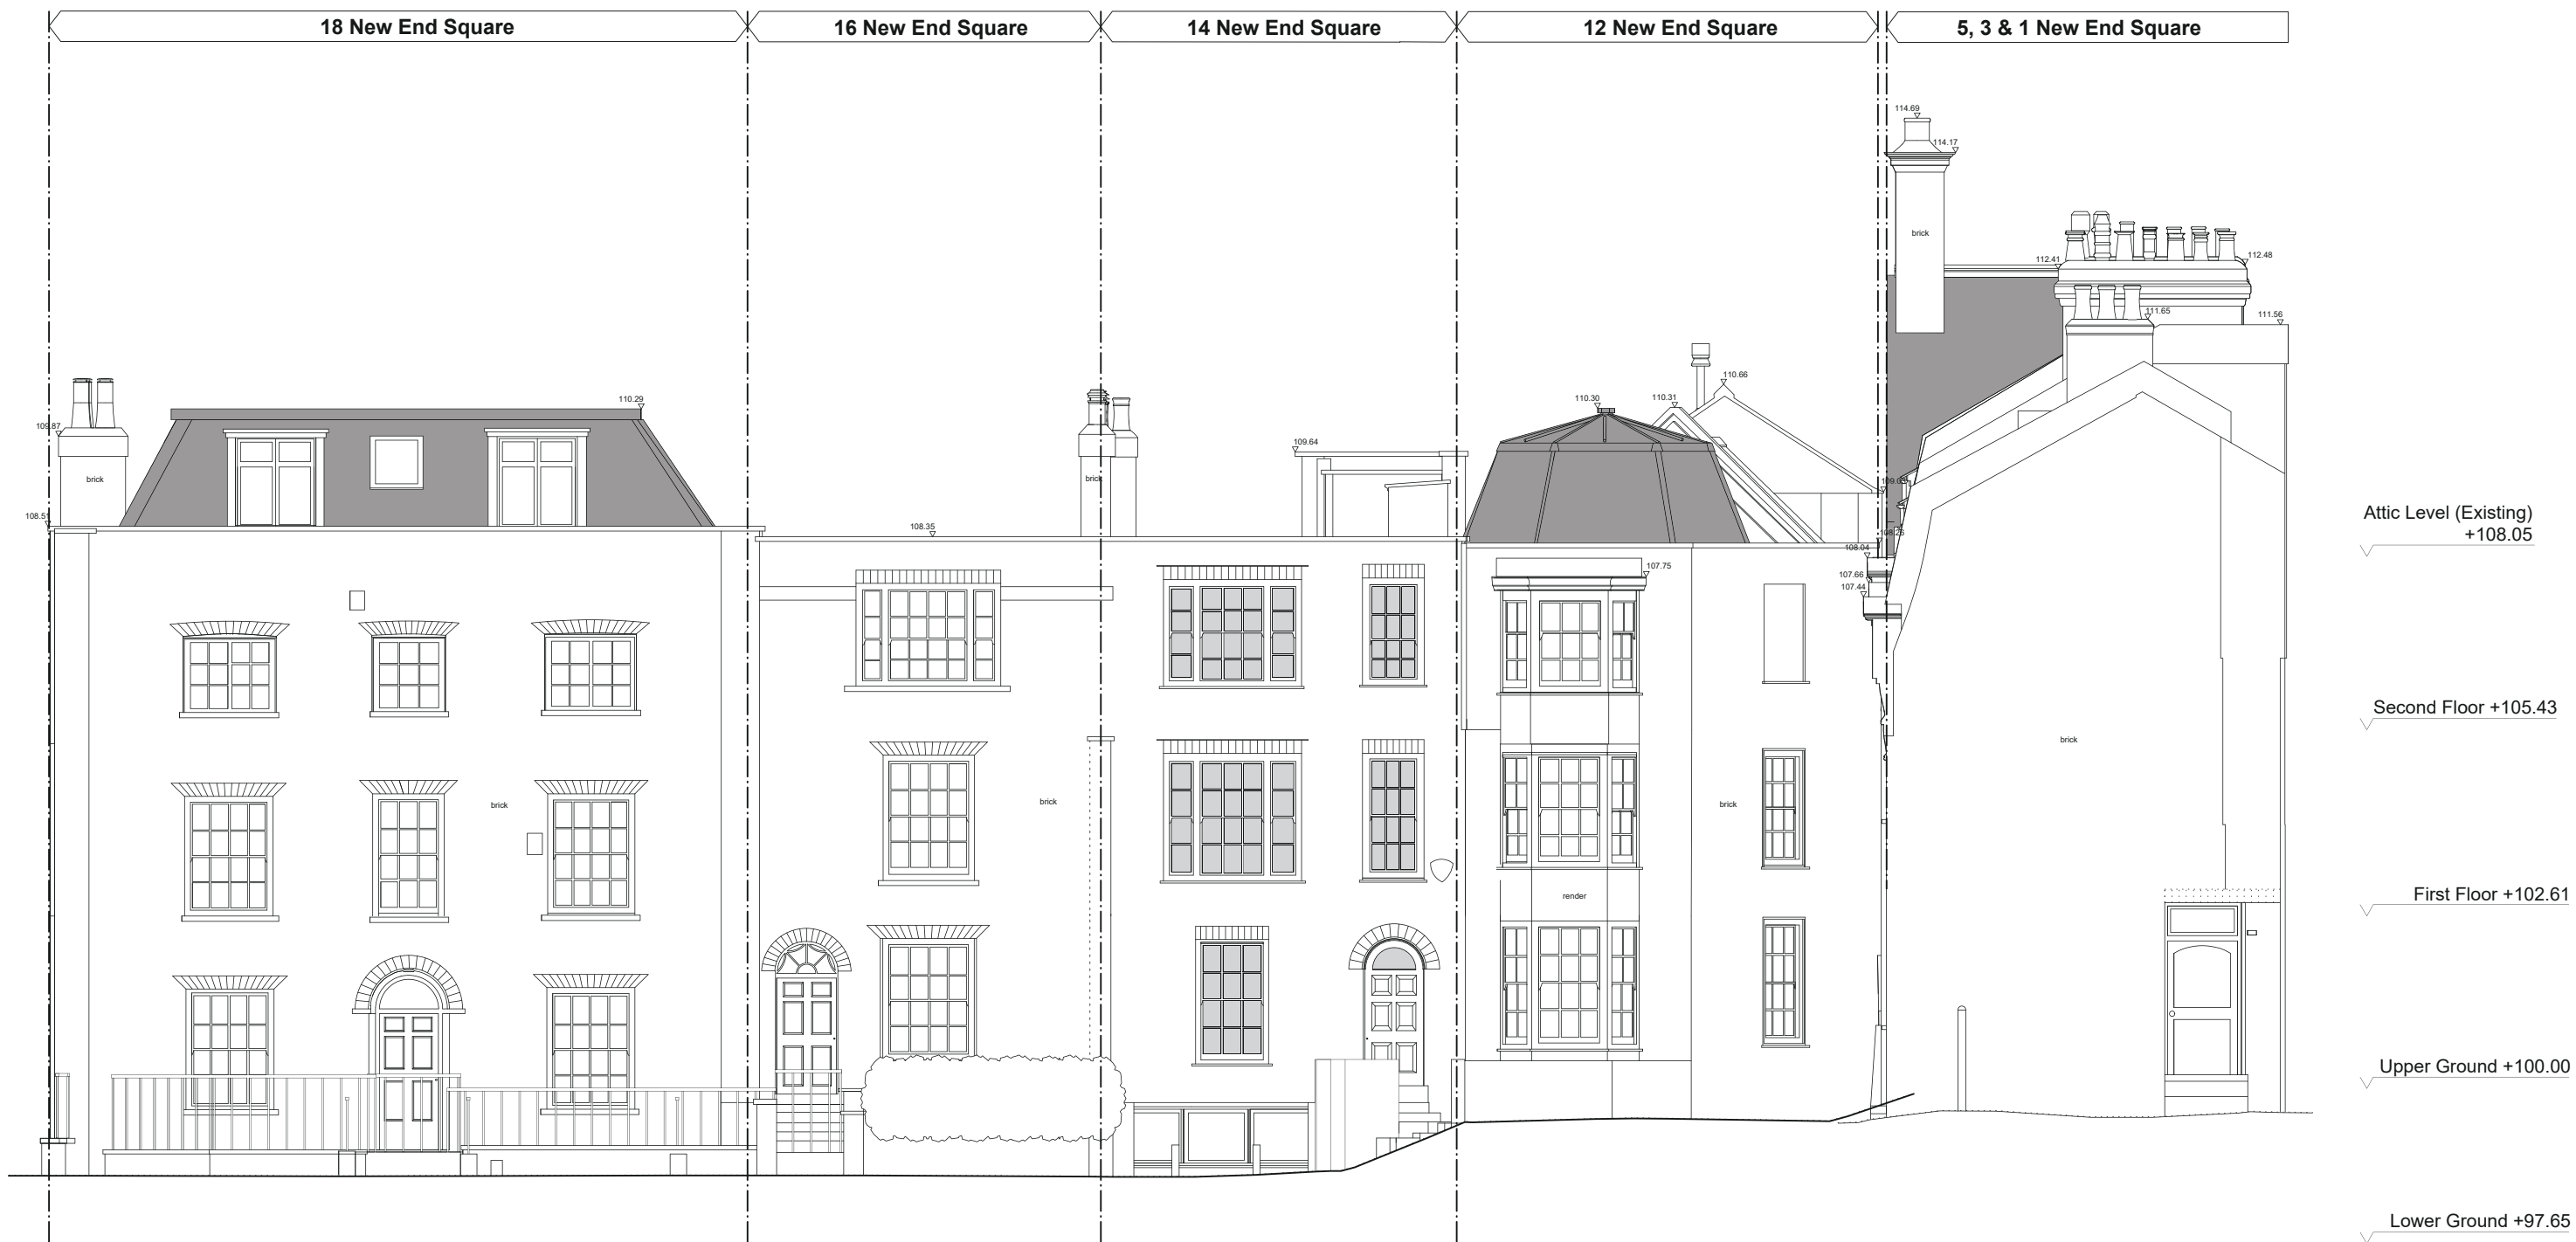 18 New End Square
16 New End Square
14 New End Square
12 New End Square
5, 3 & 1 New End Square
114.69
114.17
brick
112.41
112.48
111.65
111.56
110.66
110.29
110.30
110.31
109.87
109.64
brick
brick
108.51
108.35
108.04
107.66
107.44
107.75
Attic Level (Existing)
+108.05
Second Floor +105.43
brick
brick
brick
brick
render
First Floor +102.61
Upper Ground +100.00
Lower Ground +97.65